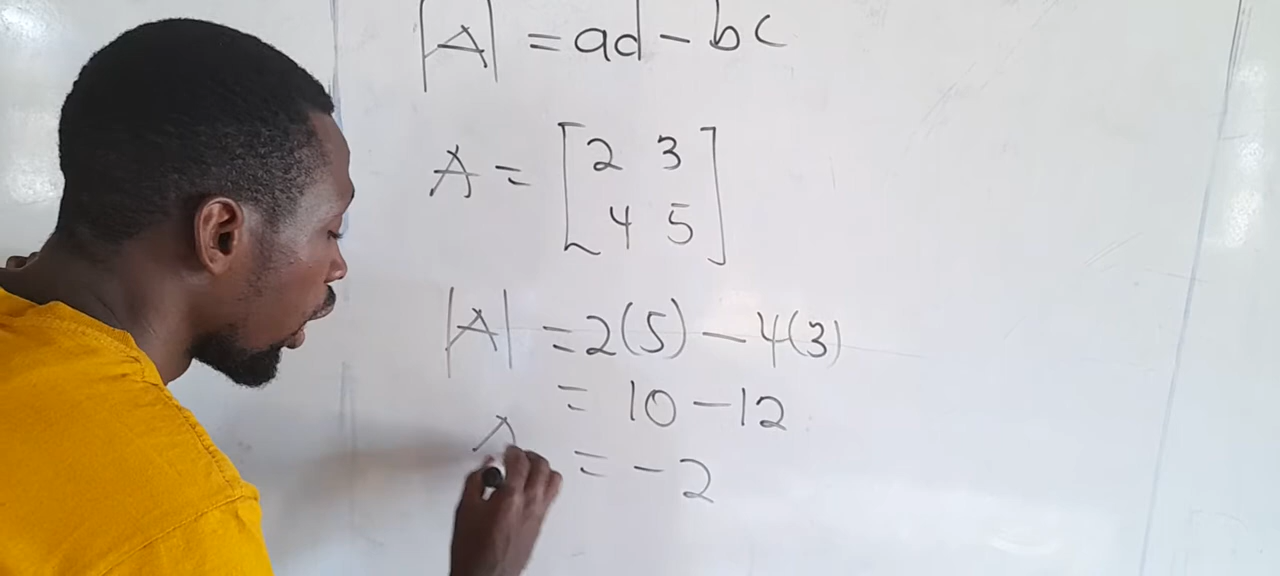 |A| = ad - bc
A = [2 3
4 5]
|A| = 2(5) - 4(3)
= 10 - 12
A = -2